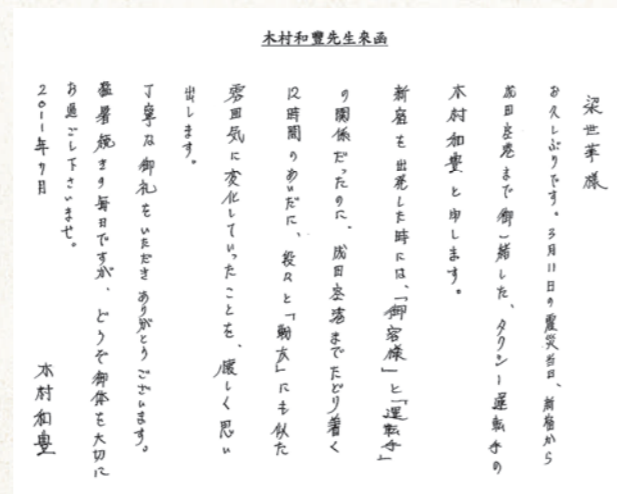 木村和豐先生来函
梁世華様
お久しぶりです。3月11日の震災当日、新宿から
成田空港まで御一緒した、タクシー運転手の
木村和豊と申します。
新宿を出発した時には、「御客様」と「運転手」
の関係だったのに、成田空港までたどり着く
12時間のあいだに、段々と「戦友」にも似た
雰囲気に変化していったことを、懐しく思い
出します。
丁寧な御礼をいただきありがとうございます。
猛暑続きの毎日ですが、どうぞ御体を大切に
お過ごし下さいませ。
2011年7月
木村和豊